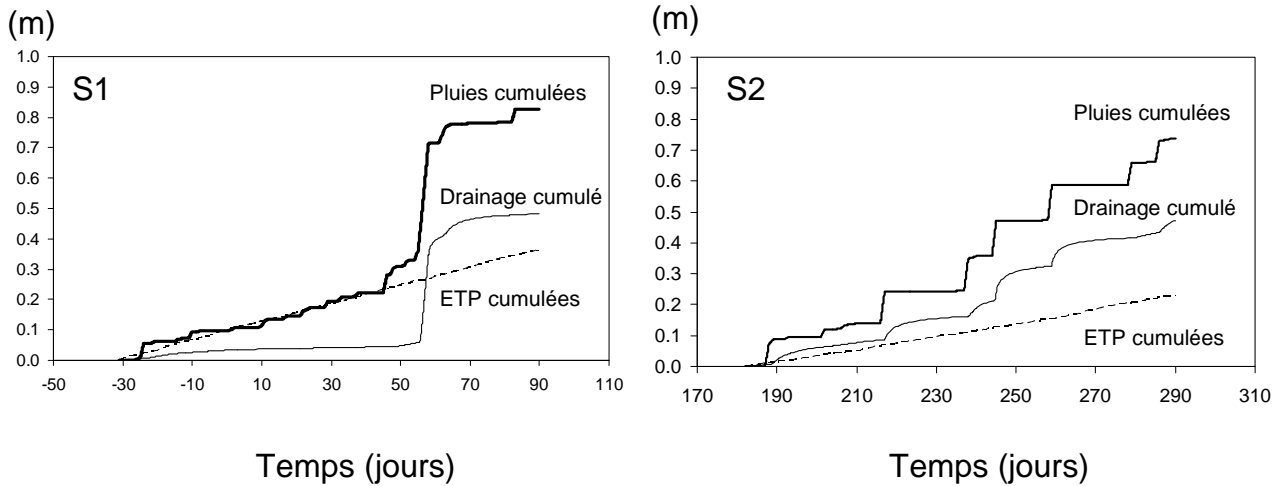 (m)
1.0
0.9
0.8
0.7
0.6
0.5
0.4
0.3
0.2
0.1
0.0
S1
Pluies cumulées
Drainage cumulé
ETP cumulées
-50 -30 -10 10 30 50 70 90 110
Temps (jours)
(m)
1.0
0.9
0.8
0.7
0.6
0.5
0.4
0.3
0.2
0.1
0.0
S2
Pluies cumulées
Drainage cumulé
ETP cumulées
170 190 210 230 250 270 290 310
Temps (jours)